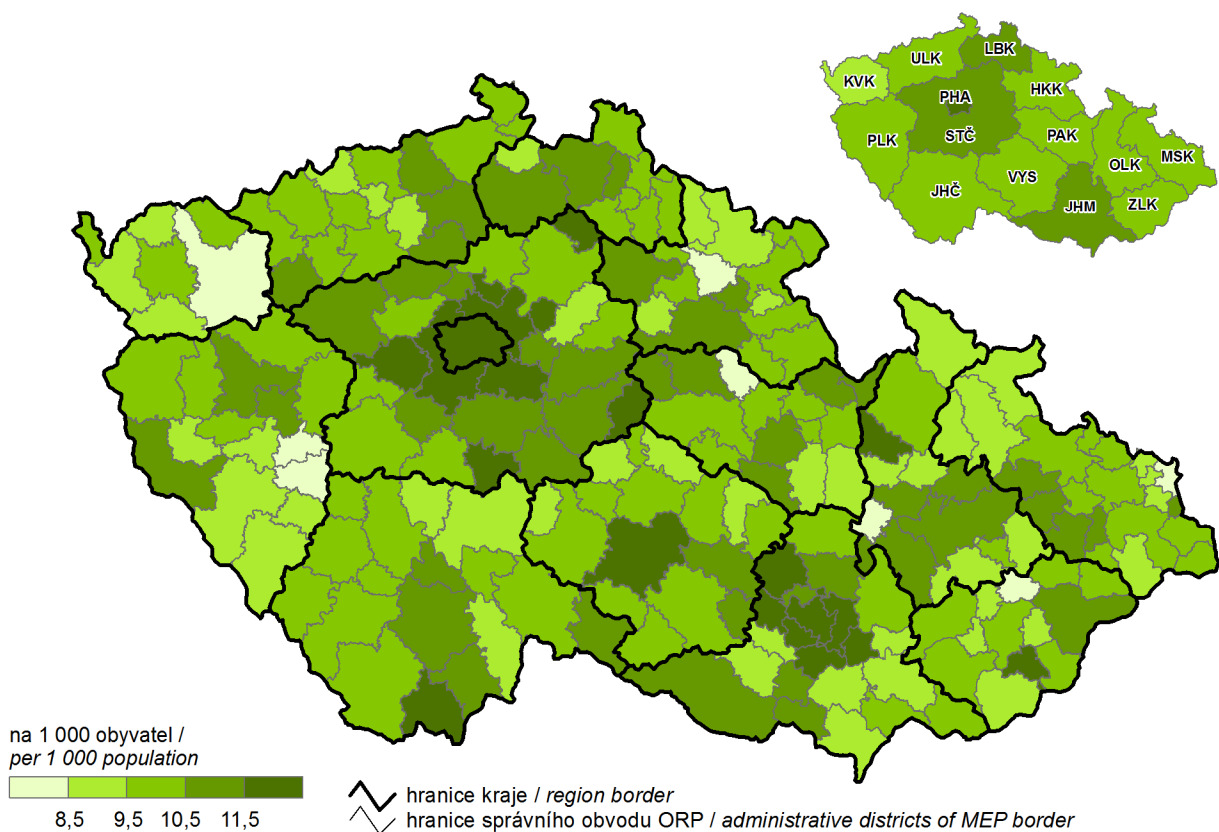 ULK
LBK
KVK
HKK
PHA
PLK
STČ
PAK
OLK
MSK
VYS
JHČ
JHM
ZLK
na 1 000 obyvatel /
per 1 000 population
8,5 9,5 10,5 11,5
hranice kraje / region border
hranice správního obvodu ORP / administrative districts of MEP border